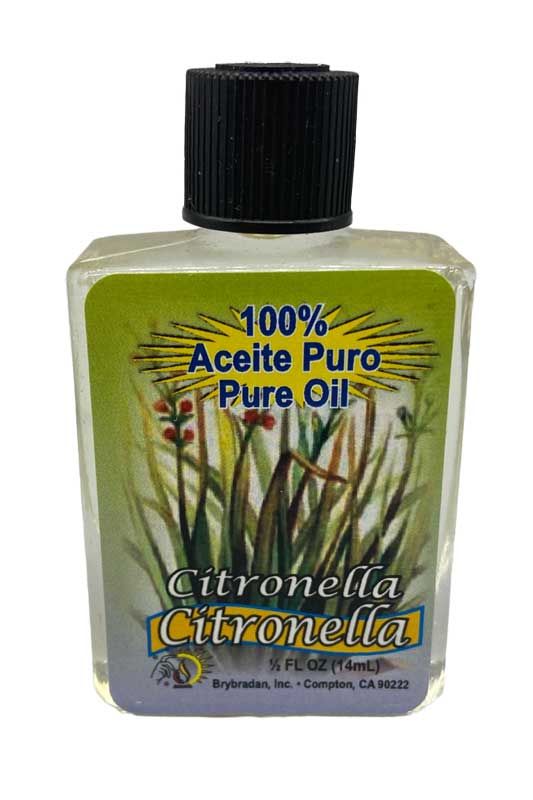 100%
Aceite Puro
Pure Oil
Citronella
Citronella
½ FL OZ (14mL)
Brybradan, Inc. • Compton, CA 90222